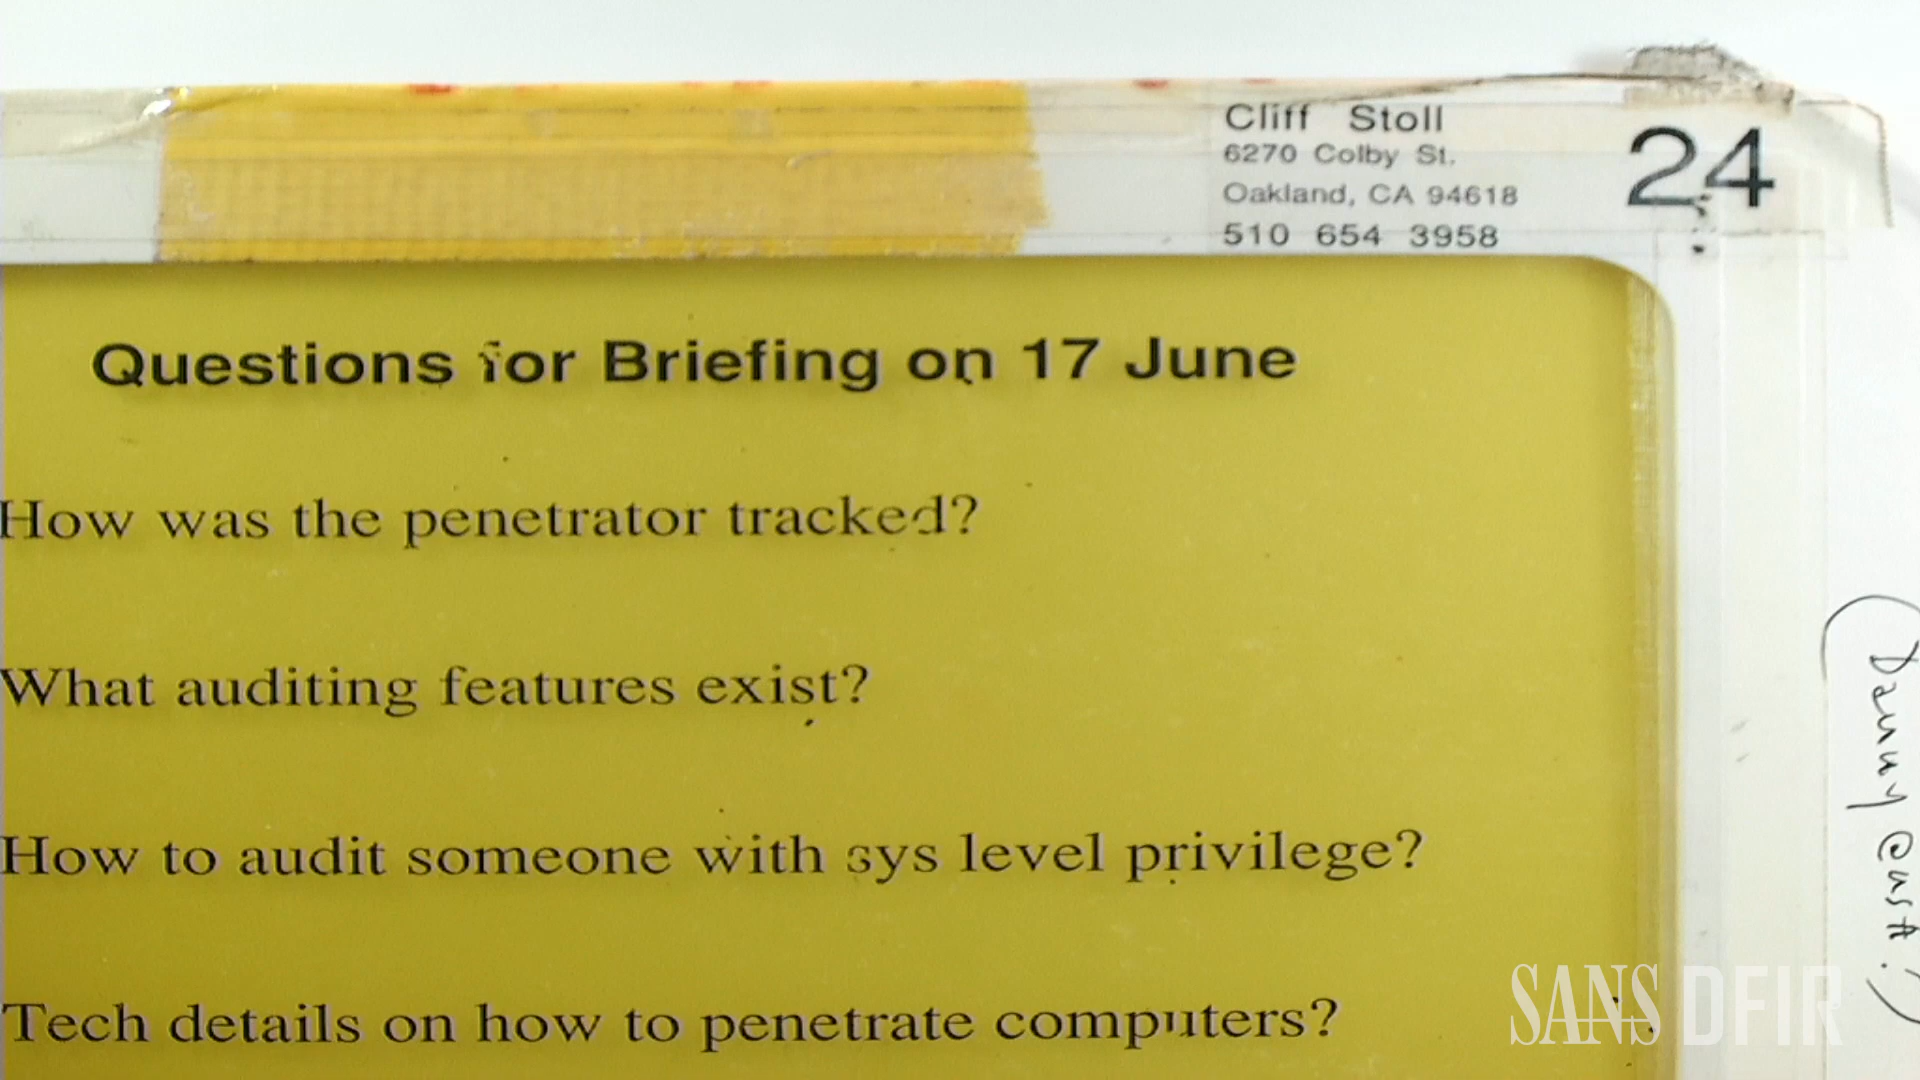 Cliff Stoll
6270 Colby St.
Oakland, CA 94618
510 654 3958
24
Questions for Briefing on 17 June
How was the penetrator tracked?
What auditing features exist?
How to audit someone with sys level privilege?
Tech details on how to penetrate computers?
(Danny @
SANS DFIR